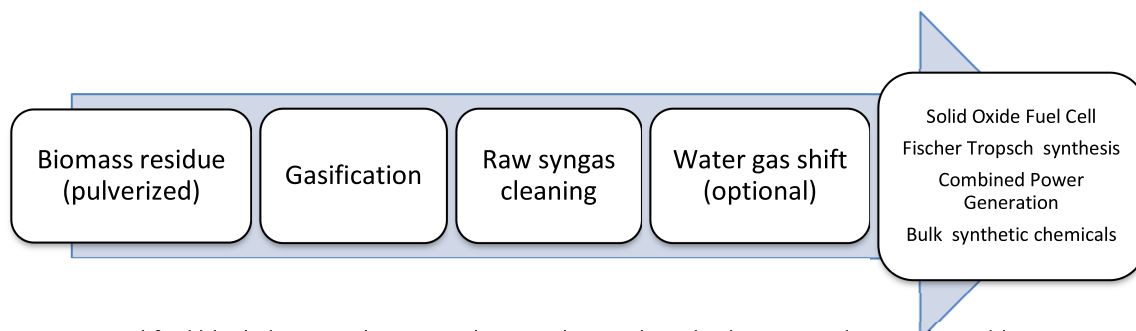 Biomass residue
(pulverized)
Gasification
Raw syngas
cleaning
Water gas shift
(optional)
Solid Oxide Fuel Cell
Fischer Tropsch synthesis
Combined Power
Generation
Bulk synthetic chemicals